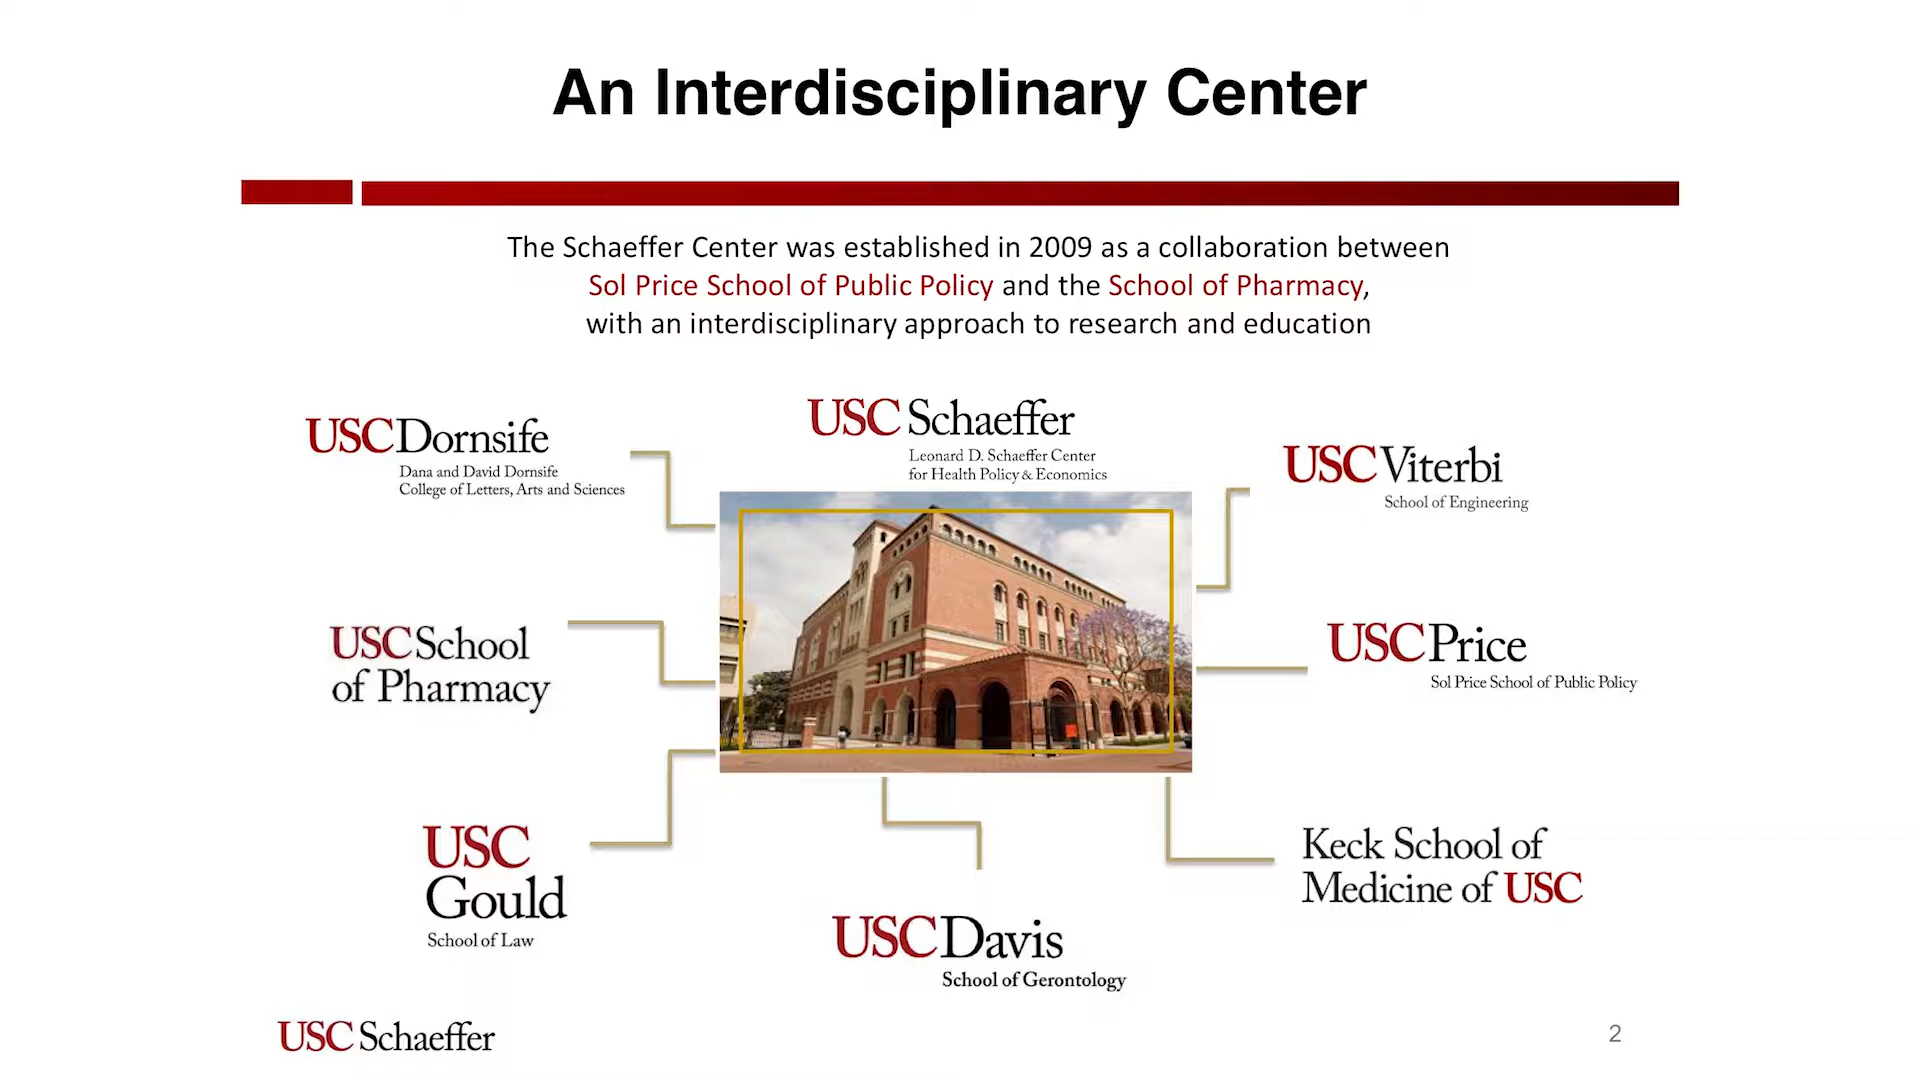 An Interdisciplinary Center
The Schaeffer Center was established in 2009 as a collaboration between
Sol Price School of Public Policy and the School of Pharmacy,
with an interdisciplinary approach to research and education
USC Dornsife
Dana and David Dornsife
College of Letters, Arts and Sciences
USC Schaeffer
Leonard D. Schaeffer Center
for Health Policy & Economics
USC Viterbi
School of Engineering
USC School
of Pharmacy
USC Price
Sol Price School of Public Policy
USC
Gould
School of Law
USC Davis
School of Gerontology
Keck School of
Medicine of USC
USC Schaeffer
2